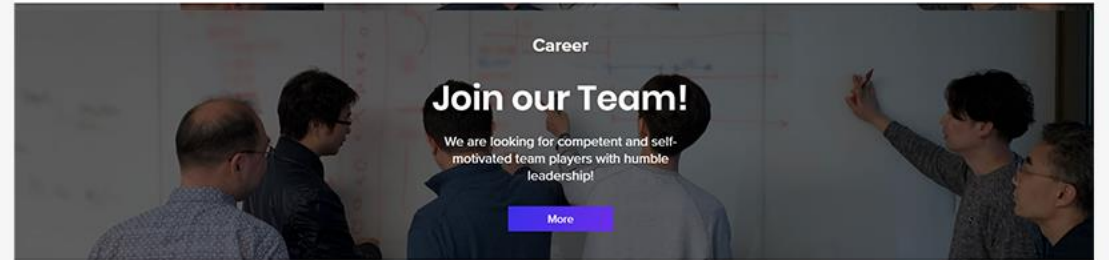 Career
Join our Team!
We are looking for competent and self-
motivated team players with humble
leadership!
More